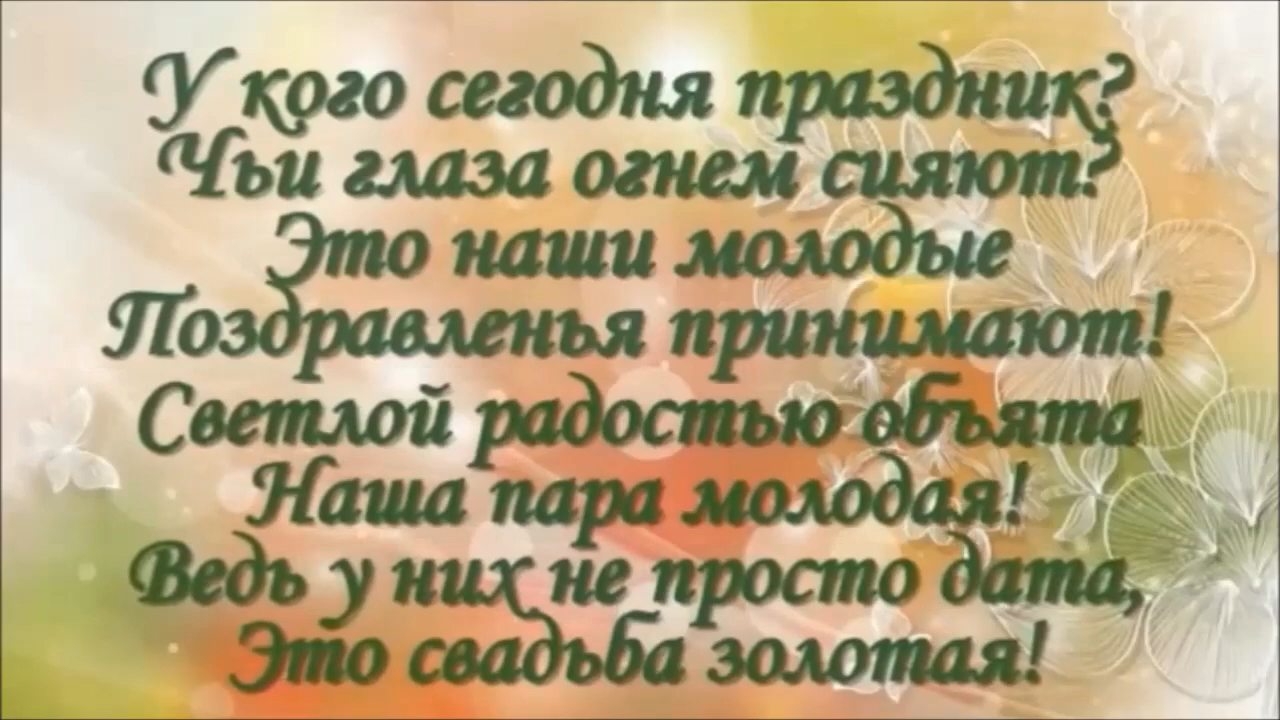 У кого сегодня праздник?
Чьи глаза огнем сияют?
Это наши молодые
Поздравленья принимают!
Светлой радостью объята
Наша пара молодая!
Ведь у них не просто дата,
Это свадьба золотая!